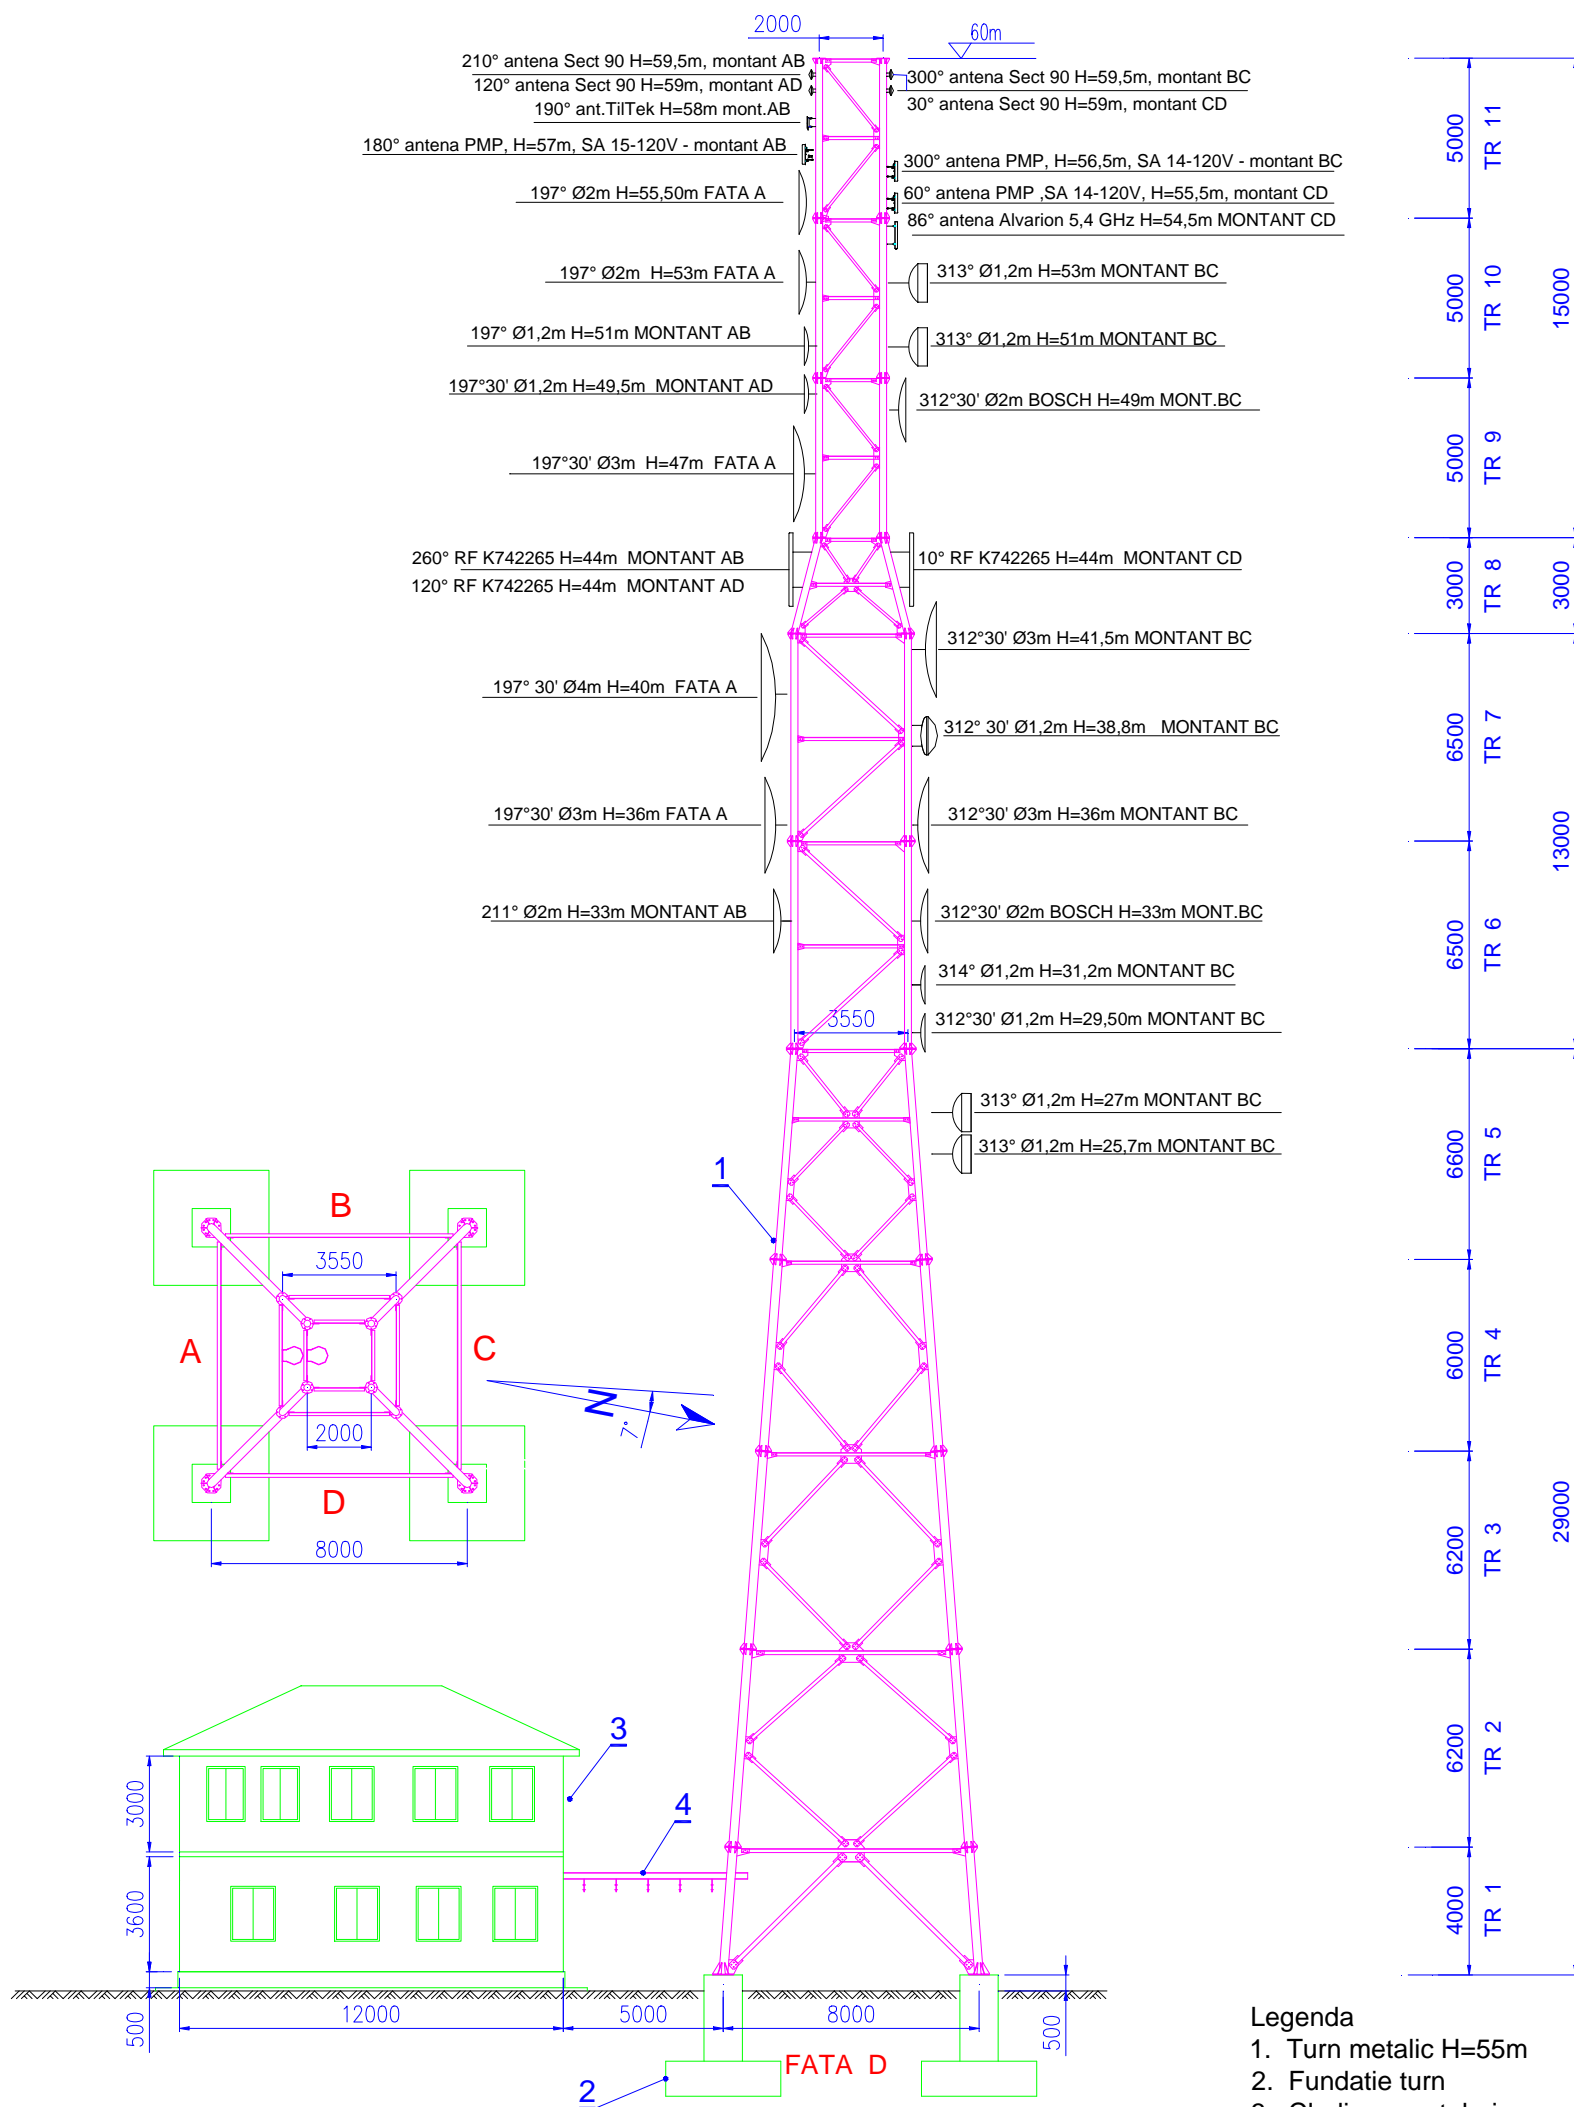 2000
60m
210° antena Sect 90 H=59,5m, montant AB
120° antena Sect 90 H=59m, montant AD
190° ant.TilTek H=58m mont.AB
180° antena PMP, H=57m, SA 15-120V - montant AB
197° Ø2m H=55,50m FATA A
197° Ø2m H=53m FATA A
197° Ø1,2m H=51m MONTANT AB
197°30' Ø1,2m H=49,5m MONTANT AD
197°30' Ø3m H=47m FATA A
260° RF K742265 H=44m MONTANT AB
120° RF K742265 H=44m MONTANT AD
197° 30' Ø4m H=40m FATA A
197°30' Ø3m H=36m FATA A
211° Ø2m H=33m MONTANT AB
300° antena Sect 90 H=59,5m, montant BC
30° antena Sect 90 H=59m, montant CD
300° antena PMP, H=56,5m, SA 14-120V - montant BC
60° antena PMP ,SA 14-120V, H=55,5m, montant CD
86° antena Alvarion 5,4 GHz H=54,5m MONTANT CD
313° Ø1,2m H=53m MONTANT BC
313° Ø1,2m H=51m MONTANT BC
312°30' Ø2m BOSCH H=49m MONT.BC
10° RF K742265 H=44m MONTANT CD
312°30' Ø3m H=41,5m MONTANT BC
312° 30' Ø1,2m H=38,8m MONTANT BC
312°30' Ø3m H=36m MONTANT BC
312°30' Ø2m BOSCH H=33m MONT.BC
314° Ø1,2m H=31,2m MONTANT BC
312°30' Ø1,2m H=29,50m MONTANT BC
3550
313° Ø1,2m H=27m MONTANT BC
313° Ø1,2m H=25,7m MONTANT BC
5000
TR 11
5000
TR 10
5000
TR 9
3000
TR 8
6500
TR 7
6500
TR 6
6600
TR 5
6000
TR 4
6200
TR 3
6200
TR 2
4000
TR 1
15000
3000
13000
29000
1
B
3550
A
C
2000
D
8000
N
7°
3
4
3000
3600
500
12000
5000
8000
500
FATA D
2
Legenda
1. Turn metalic H=55m
2. Fundatie turn